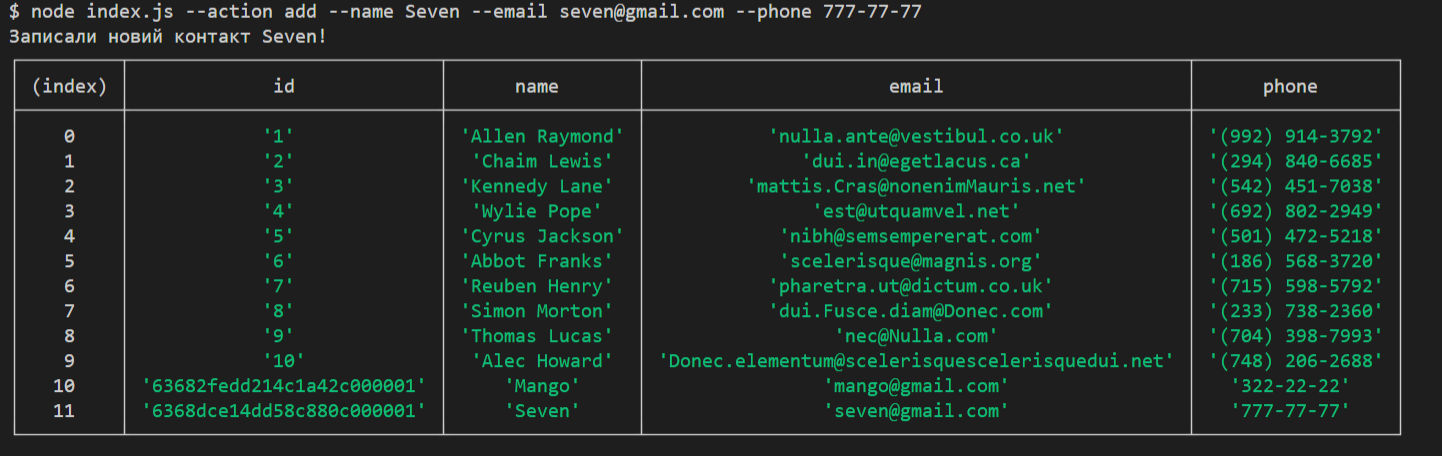 $ node index.js --action add --name Seven --email seven@gmail.com --phone 777-77-77
Записали новий контакт Seven!
(index) id name email phone
0 '1' 'Allen Raymond' 'nulla.ante@vestibul.co.uk' '(992) 914-3792'
1 '2' 'Chaim Lewis' 'dui.in@egetlacus.ca' '(294) 840-6685'
2 '3' 'Kennedy Lane' 'mattis.Cras@nonenimMauris.net' '(542) 451-7038'
3 '4' 'Wylie Pope' 'est@utquamvel.net' '(692) 802-2949'
4 '5' 'Cyrus Jackson' 'nibh@semsempererat.com' '(501) 472-5218'
5 '6' 'Abbot Franks' 'scelerisque@magnis.org' '(186) 568-3720'
6 '7' 'Reuben Henry' 'pharetra.ut@dictum.co.uk' '(715) 598-5792'
7 '8' 'Simon Morton' 'dui.Fusce.diam@Donec.com' '(233) 738-2360'
8 '9' 'Thomas Lucas' 'nec@Nulla.com' '(704) 398-7993'
9 '10' 'Alec Howard' 'Donec.elementum@scelerisquescelerisquedui.net' '(748) 206-2688'
10 '63682fedd214c1a42c000001' 'Mango' 'mango@gmail.com' '322-22-22'
11 '6368dce14dd58c880c000001' 'Seven' 'seven@gmail.com' '777-77-77'